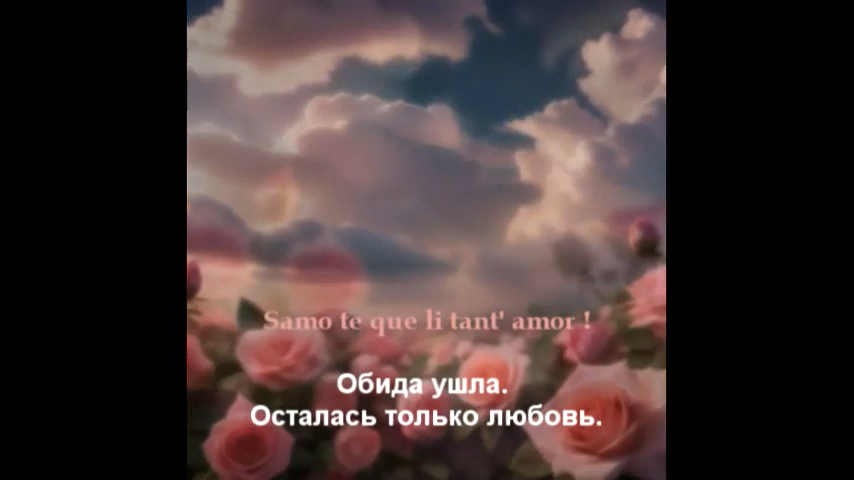 Samo te que li tant' amor !
Обида ушла.
Осталась только любовь.